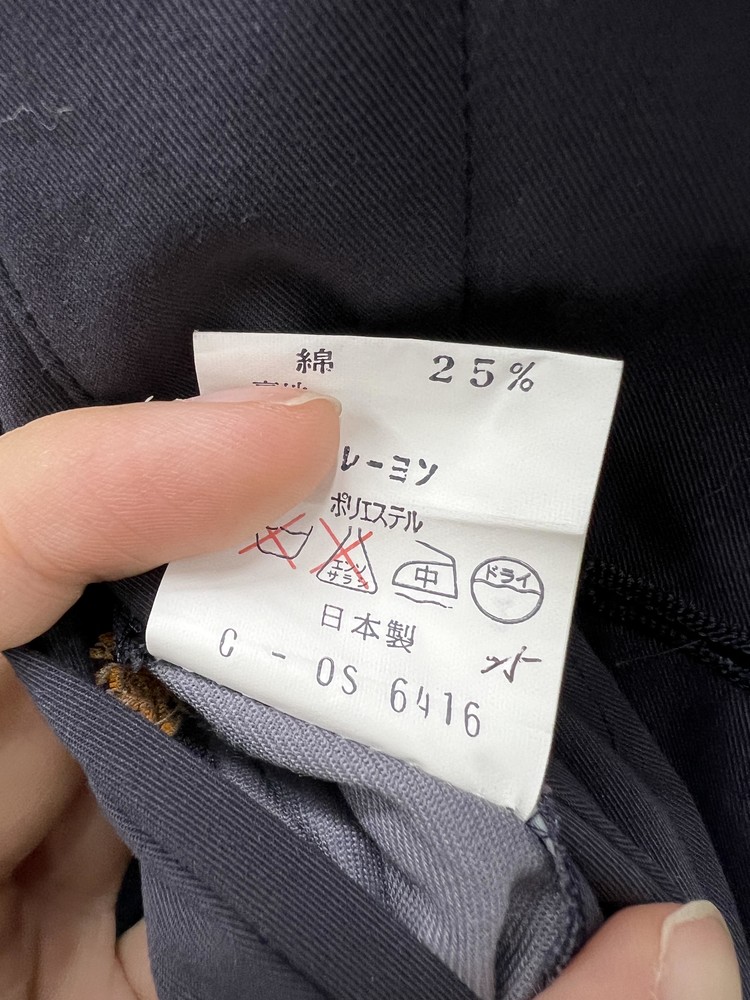 綿 25%
レーヨン
ポリエステル
エンソ
サラシ
中
ドライ
日本製
C - OS 6416